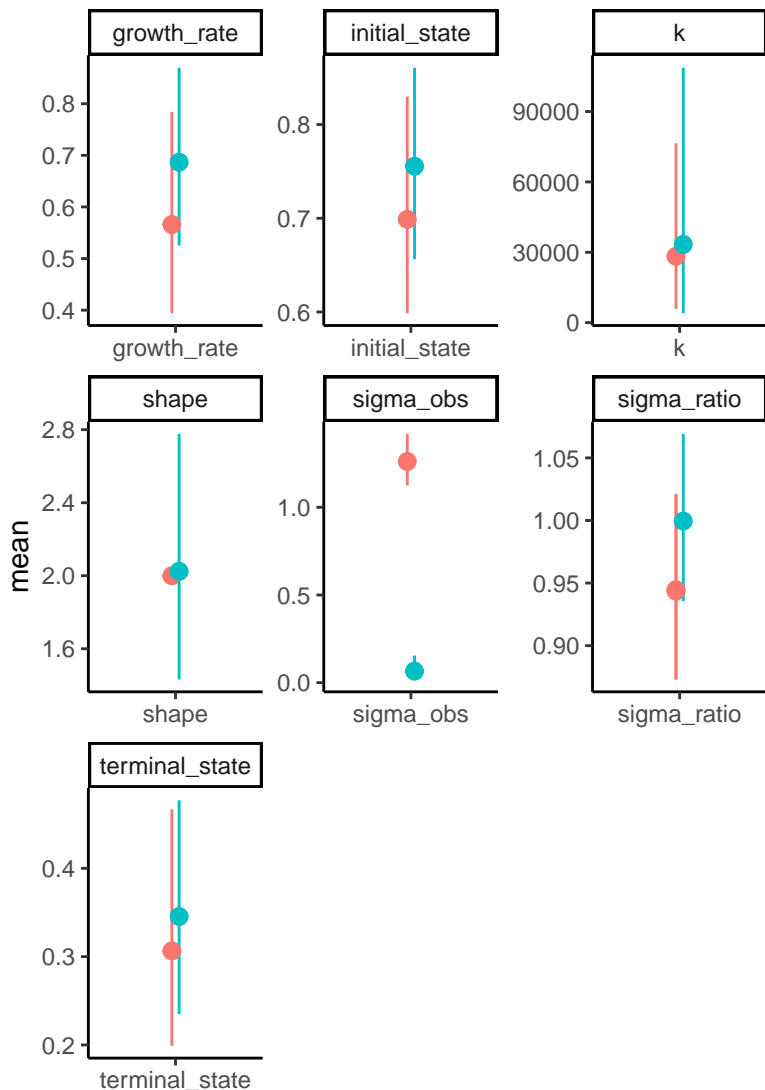 growth_rate
initial_state
k
0.8
0.7
0.6
0.5
0.4
growth_rate
0.8
0.7
0.6
initial_state
90000
60000
30000
0
k
shape
sigma_obs
sigma_ratio
mean
2.8
2.4
2.0
1.6
shape
1.0
0.5
0.0
sigma_obs
1.05
1.00
0.95
0.90
sigma_ratio
terminal_state
0.4
0.3
0.2
terminal_state